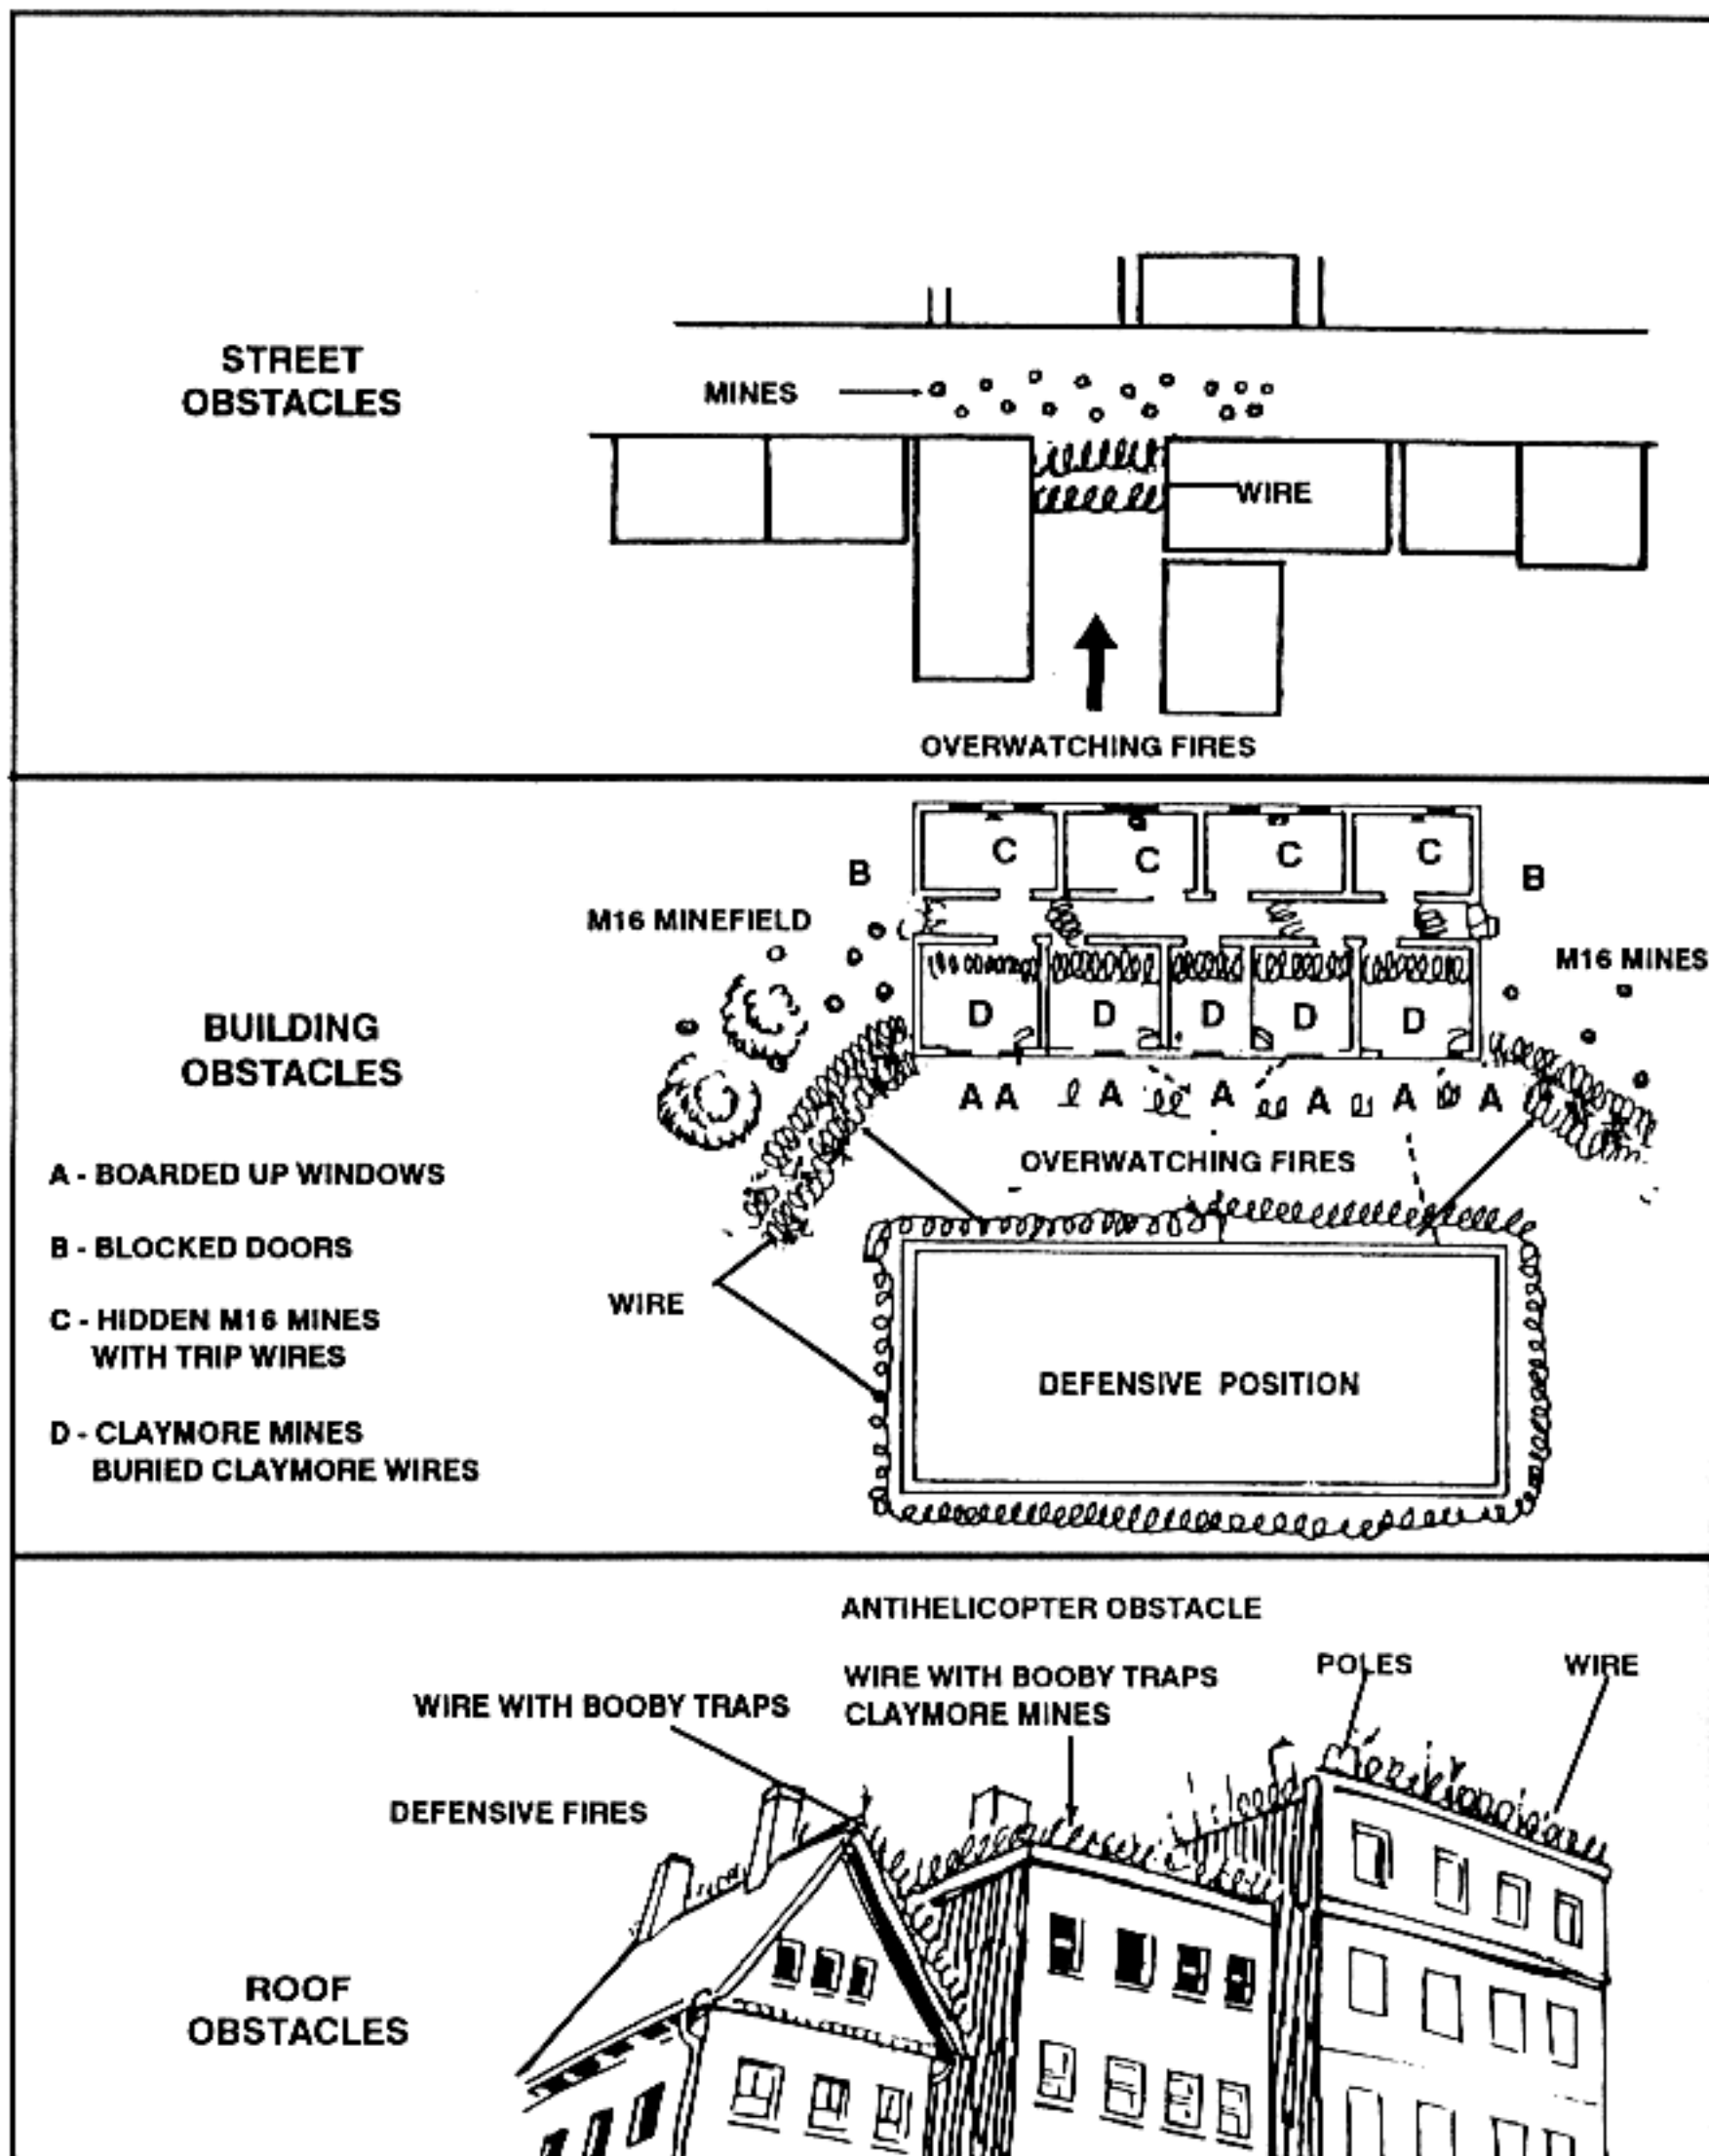 STREET
OBSTACLES
MINES
WIRE
OVERWATCHING FIRES
C
C
C
C
B
B
M16 MINEFIELD
M16 MINES
D
D
D
D
D
BUILDING
OBSTACLES
A A A A A A A
OVERWATCHING FIRES
A - BOARDED UP WINDOWS
B - BLOCKED DOORS
WIRE
C - HIDDEN M16 MINES
WITH TRIP WIRES
DEFENSIVE POSITION
D - CLAYMORE MINES
BURIED CLAYMORE WIRES
ANTIHELICOPTER OBSTACLE
WIRE WITH BOOBY TRAPS
CLAYMORE MINES
POLES
WIRE
WIRE WITH BOOBY TRAPS
DEFENSIVE FIRES
ROOF
OBSTACLES